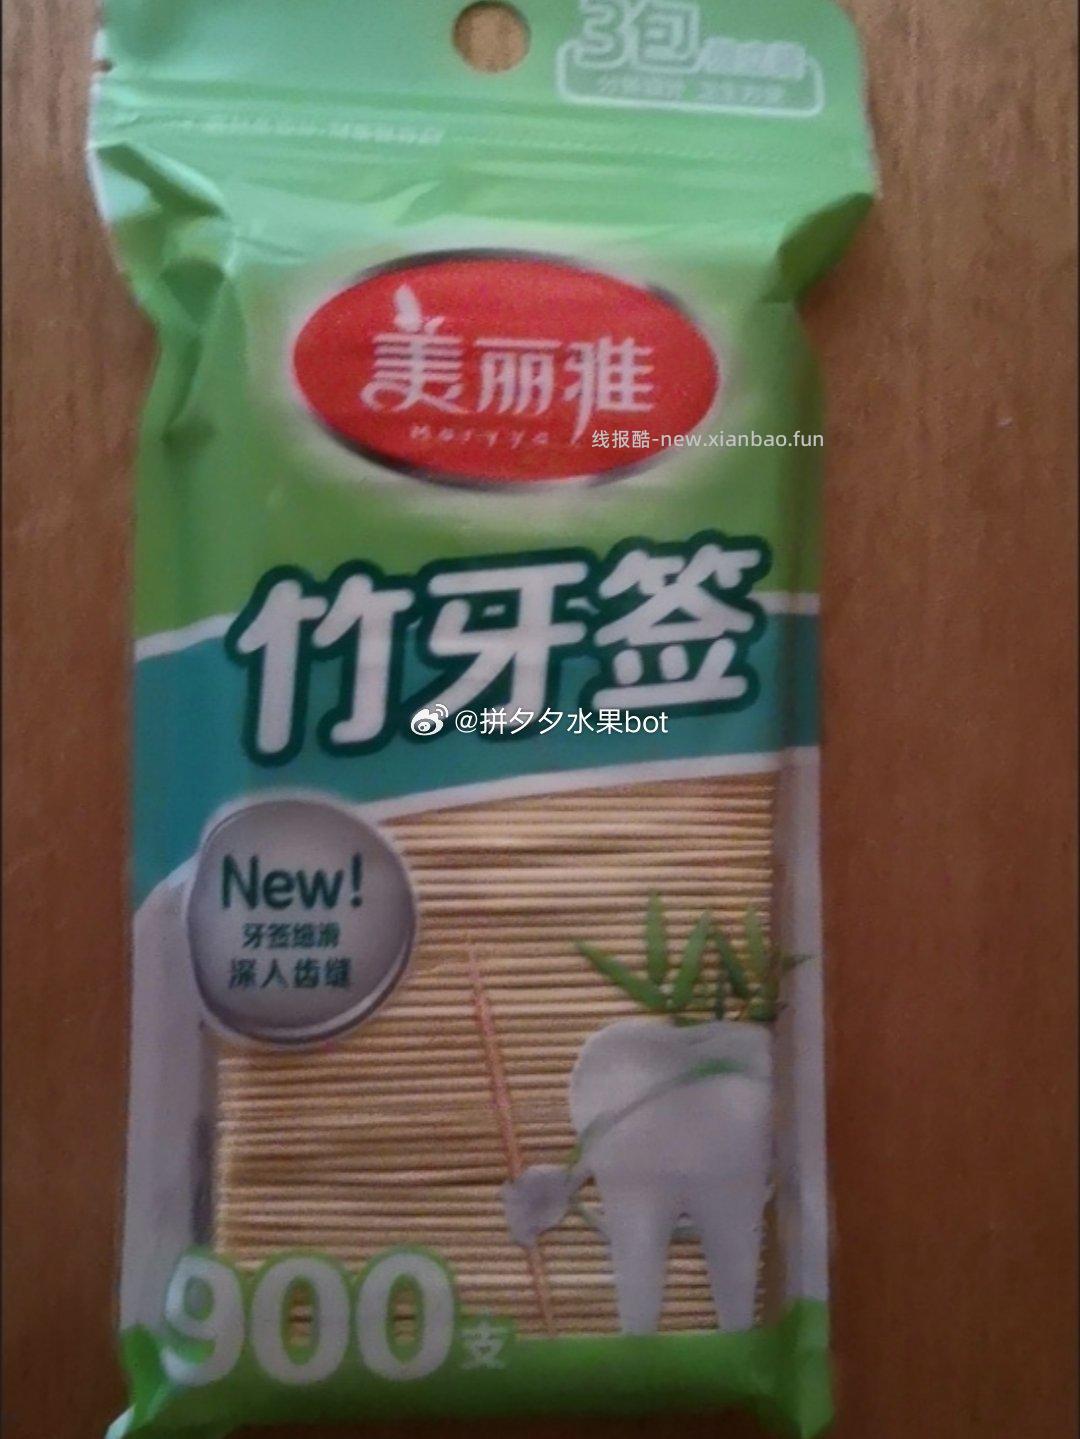 3包
美丽雅
线报酷-new.xianbao.fun
竹牙签
@拼夕夕水果bot
New!
牙签细滑
深入齿缝
900支